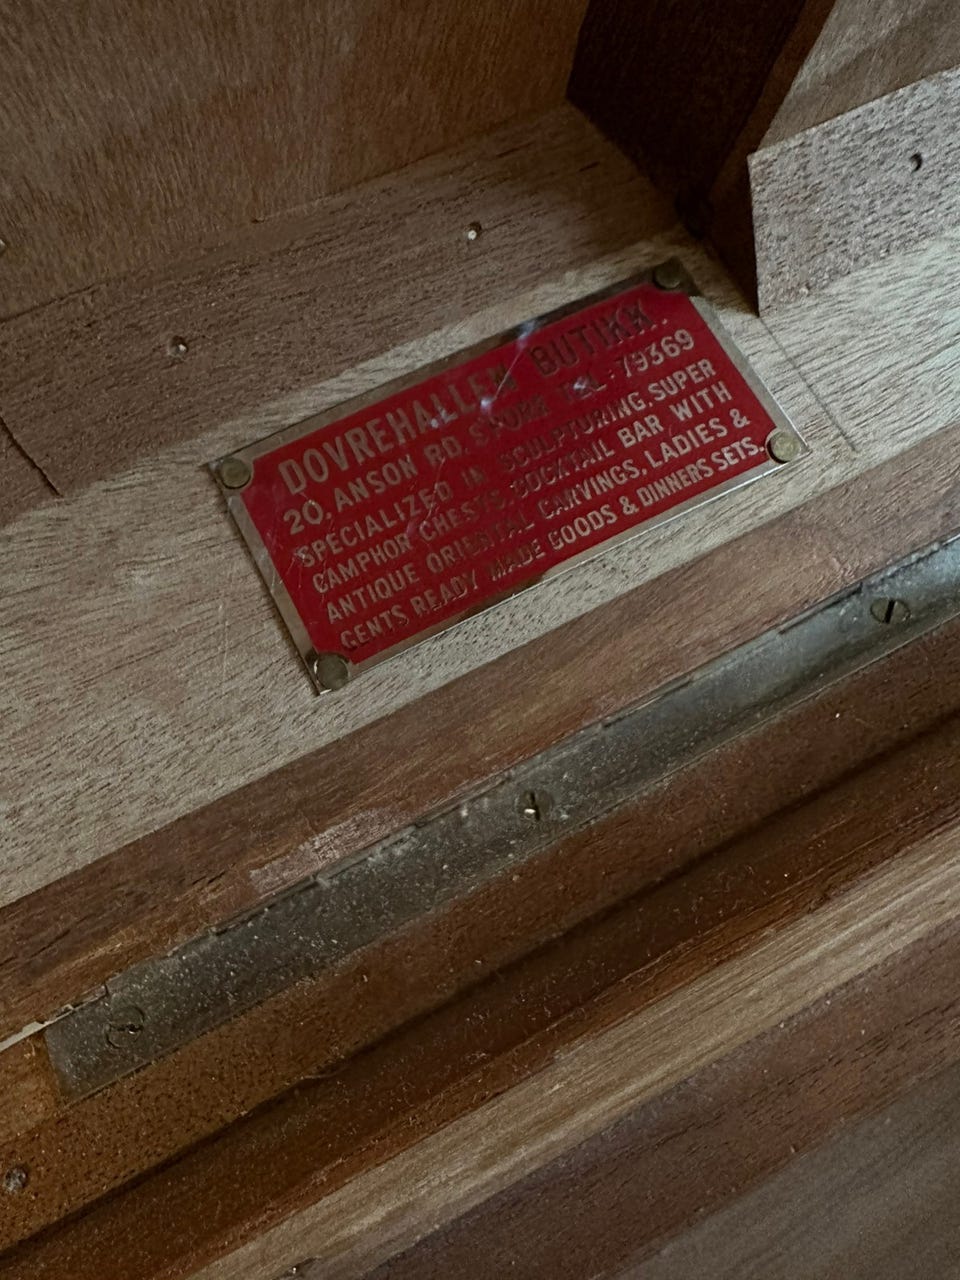 DOVREHALLEN BUTIKK.
20, ANSON RD. S'PORE TEL: 79369
SPECIALIZED IN SCULPTURING, SUPER
CAMPHOR CHESTS, COCKTAIL BAR WITH
ANTIQUE ORIENTAL CARVINGS, LADIES &
GENTS READY MADE GOODS & DINNERS SETS.